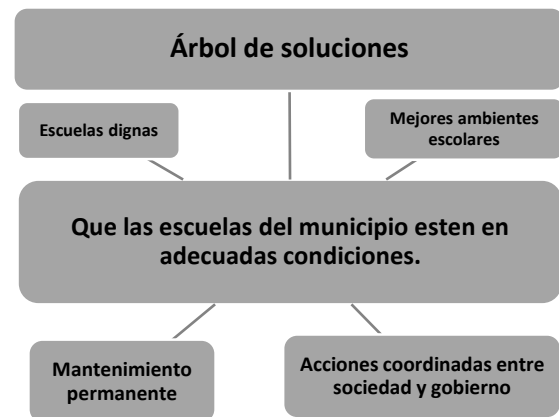 Árbol de soluciones
Escuelas dignas
Mejores ambientes
escolares
Que las escuelas del municipio esten en
adecuadas condiciones.
Mantenimiento
permanente
Acciones coordinadas entre
sociedad y gobierno